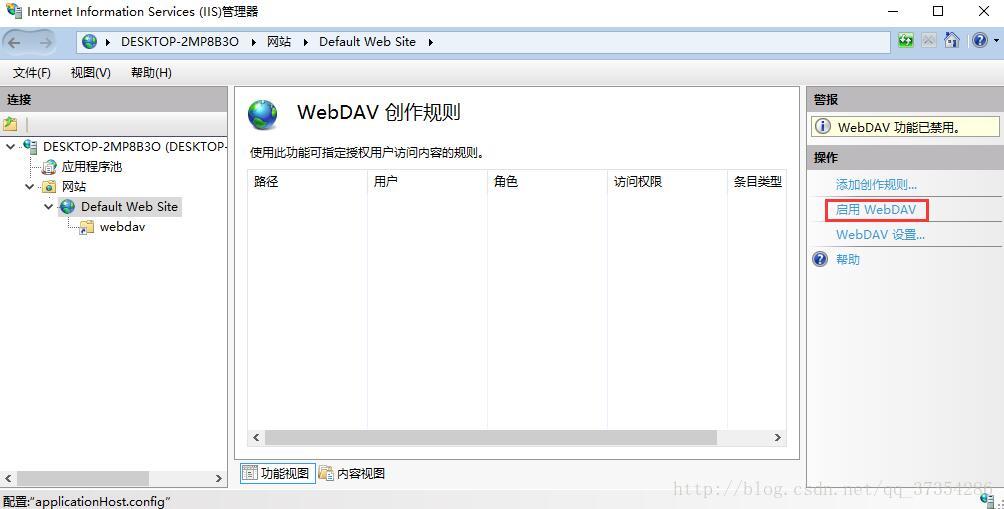 Internet Information Services (IIS)管理器
DESKTOP-2MP8B3O 网站 Default Web Site
文件(F) 视图(V) 帮助(H)
连接
DESKTOP-2MP8B3O (DESKTOP-
应用程序池
网站
Default Web Site
webdav
WebDAV 创作规则
使用此功能可指定授权用户访问内容的规则。
路径 用户 角色 访问权限 条目类型
功能视图 内容视图
警报
WebDAV 功能已禁用。
操作
添加创作规则...
启用 WebDAV
WebDAV 设置...
帮助
配置:“applicationHost.config”
http://blog.csdn.net/qq_37354286